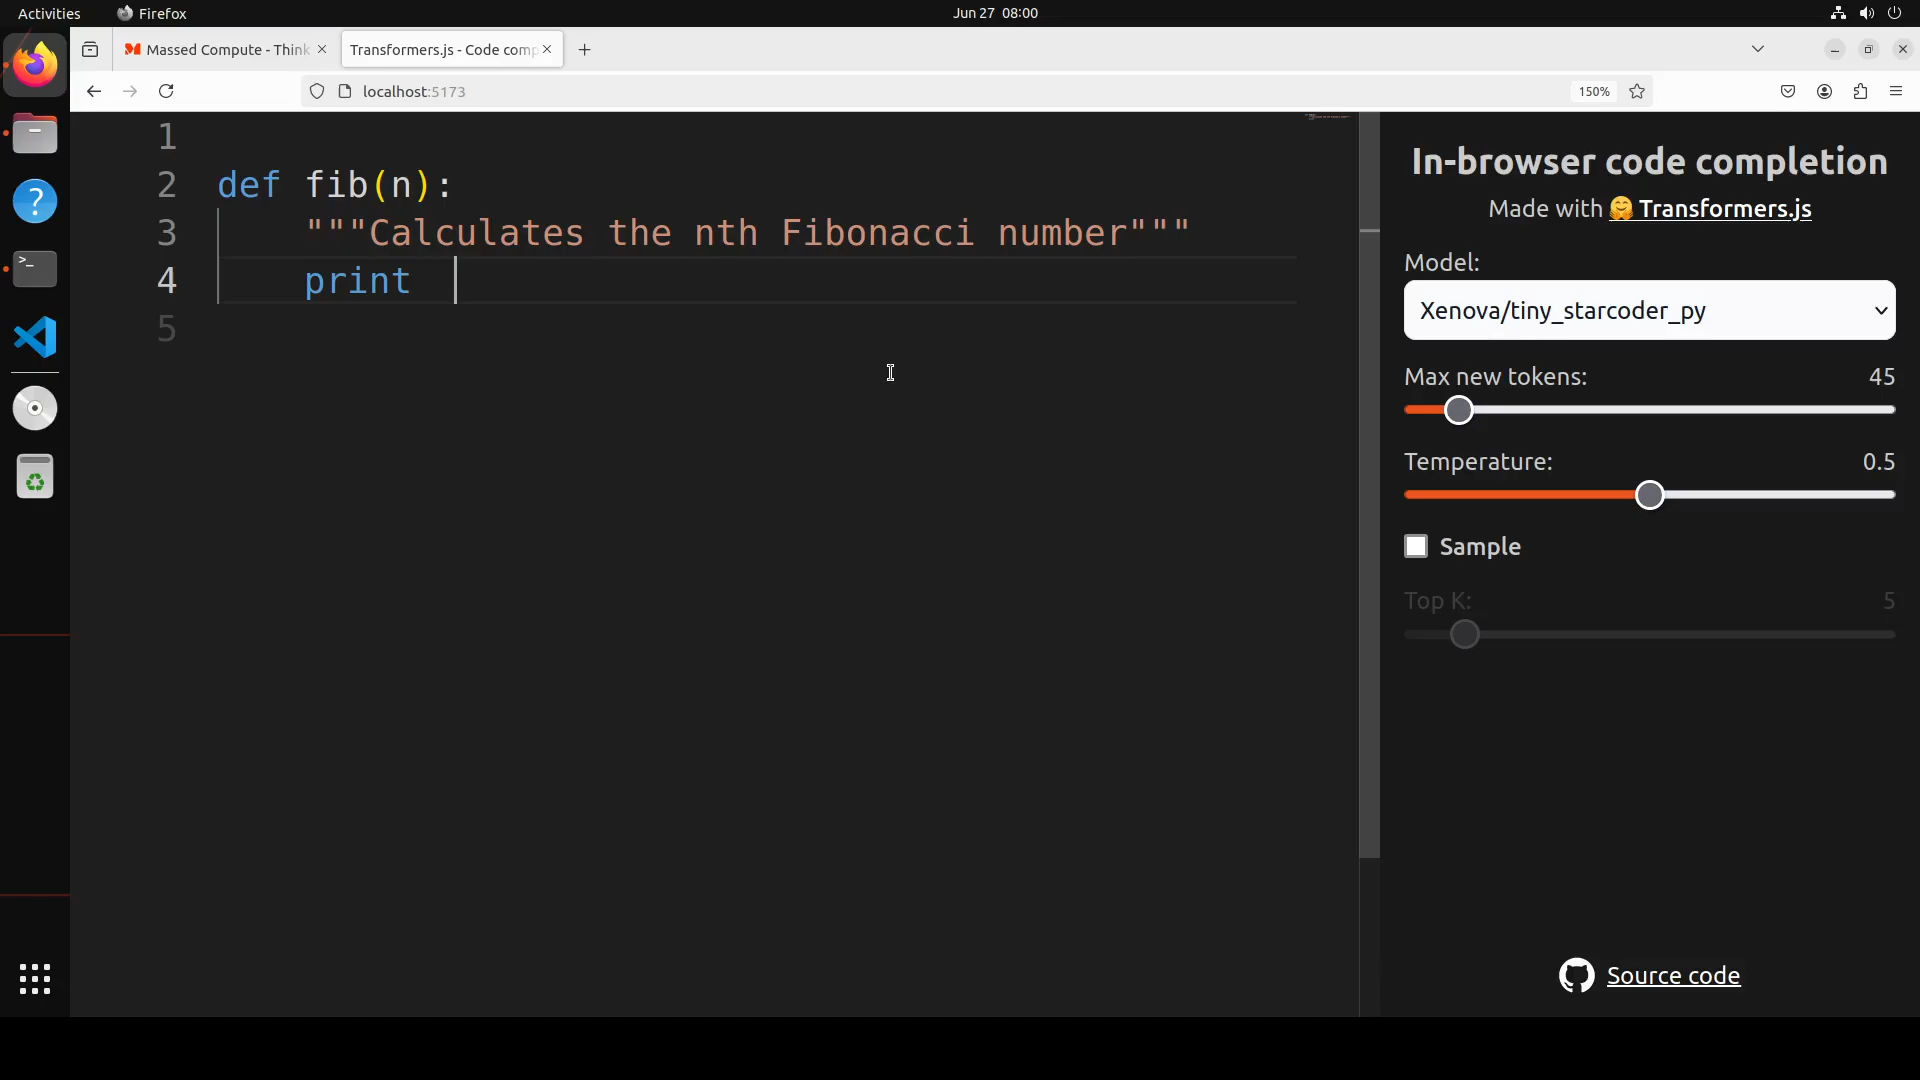 Activities
Firefox
Jun 27 08:00
Massed Compute - Think
Transformers.js - Code comp
localhost:5173
150%
1
2 def fib(n):
3 """Calculates the nth Fibonacci number"""
4 print
5
In-browser code completion
Made with 🤗 Transformers.js
Model:
Xenova/tiny_starcoder_py
Max new tokens: 45
Temperature: 0.5
Sample
Top K: 5
Source code